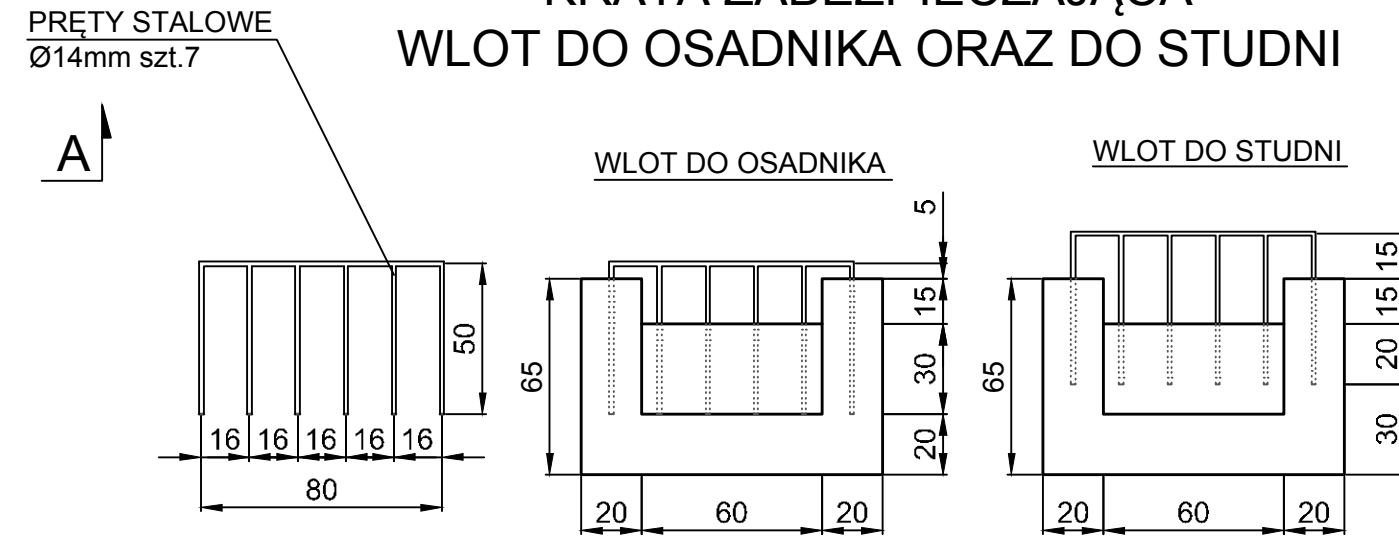 PRĘTY STALOWE
Ø14mm szt.7
WLOT DO OSADNIKA ORAZ DO STUDNI
A
WLOT DO OSADNIKA
WLOT DO STUDNI
50
16 16 16 16 16
80
65
5
15
30
20
20 60 20
65
15
15
20
30
20 60 20